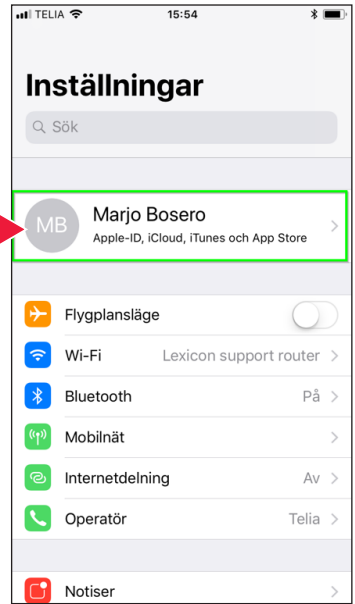 TELIA 15:54
Inställningar
Sök
MB
Marjo Bosero
Apple-ID, iCloud, iTunes och App Store
Flygplansläge
Wi-Fi Lexicon support router
Bluetooth På
Mobilnät
Internetdelning Av
Operatör Telia
Notiser